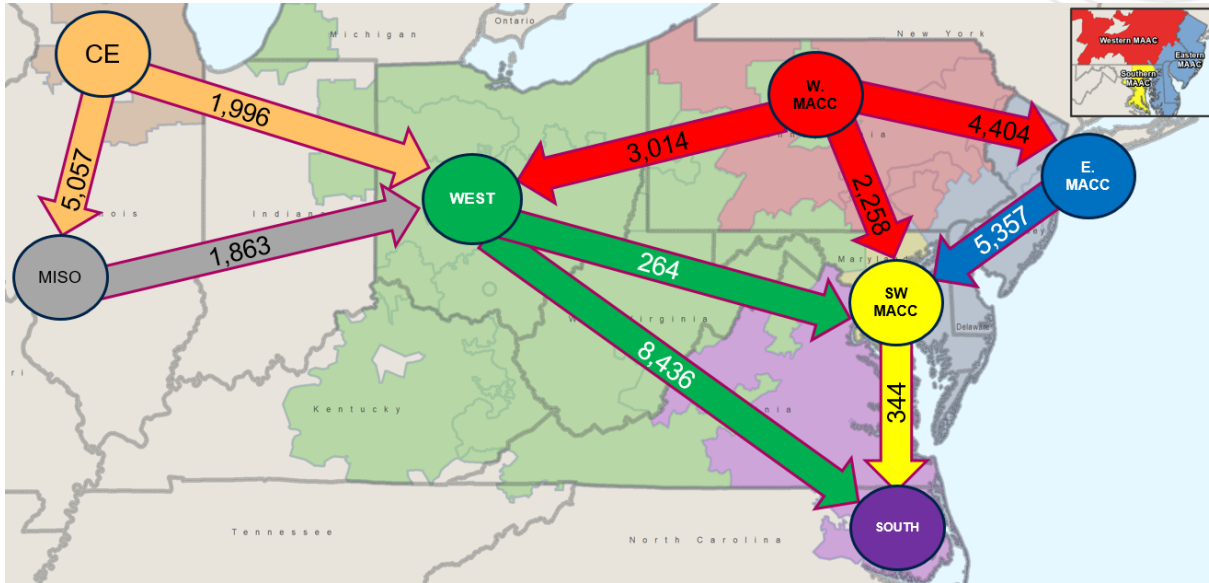 Ontario
Michigan
New York
Western MAAC
Eastern
MAAC
Southern
MAAC
CE
W.
MACC
1,996
3,014
4,404
5,057
2,258
E.
MACC
WEST
5,357
Indiana
MISO
1,863
264
Maryland
SW
MACC
Delaware
8,436
344
Kentucky
SOUTH
Tennessee
North Carolina